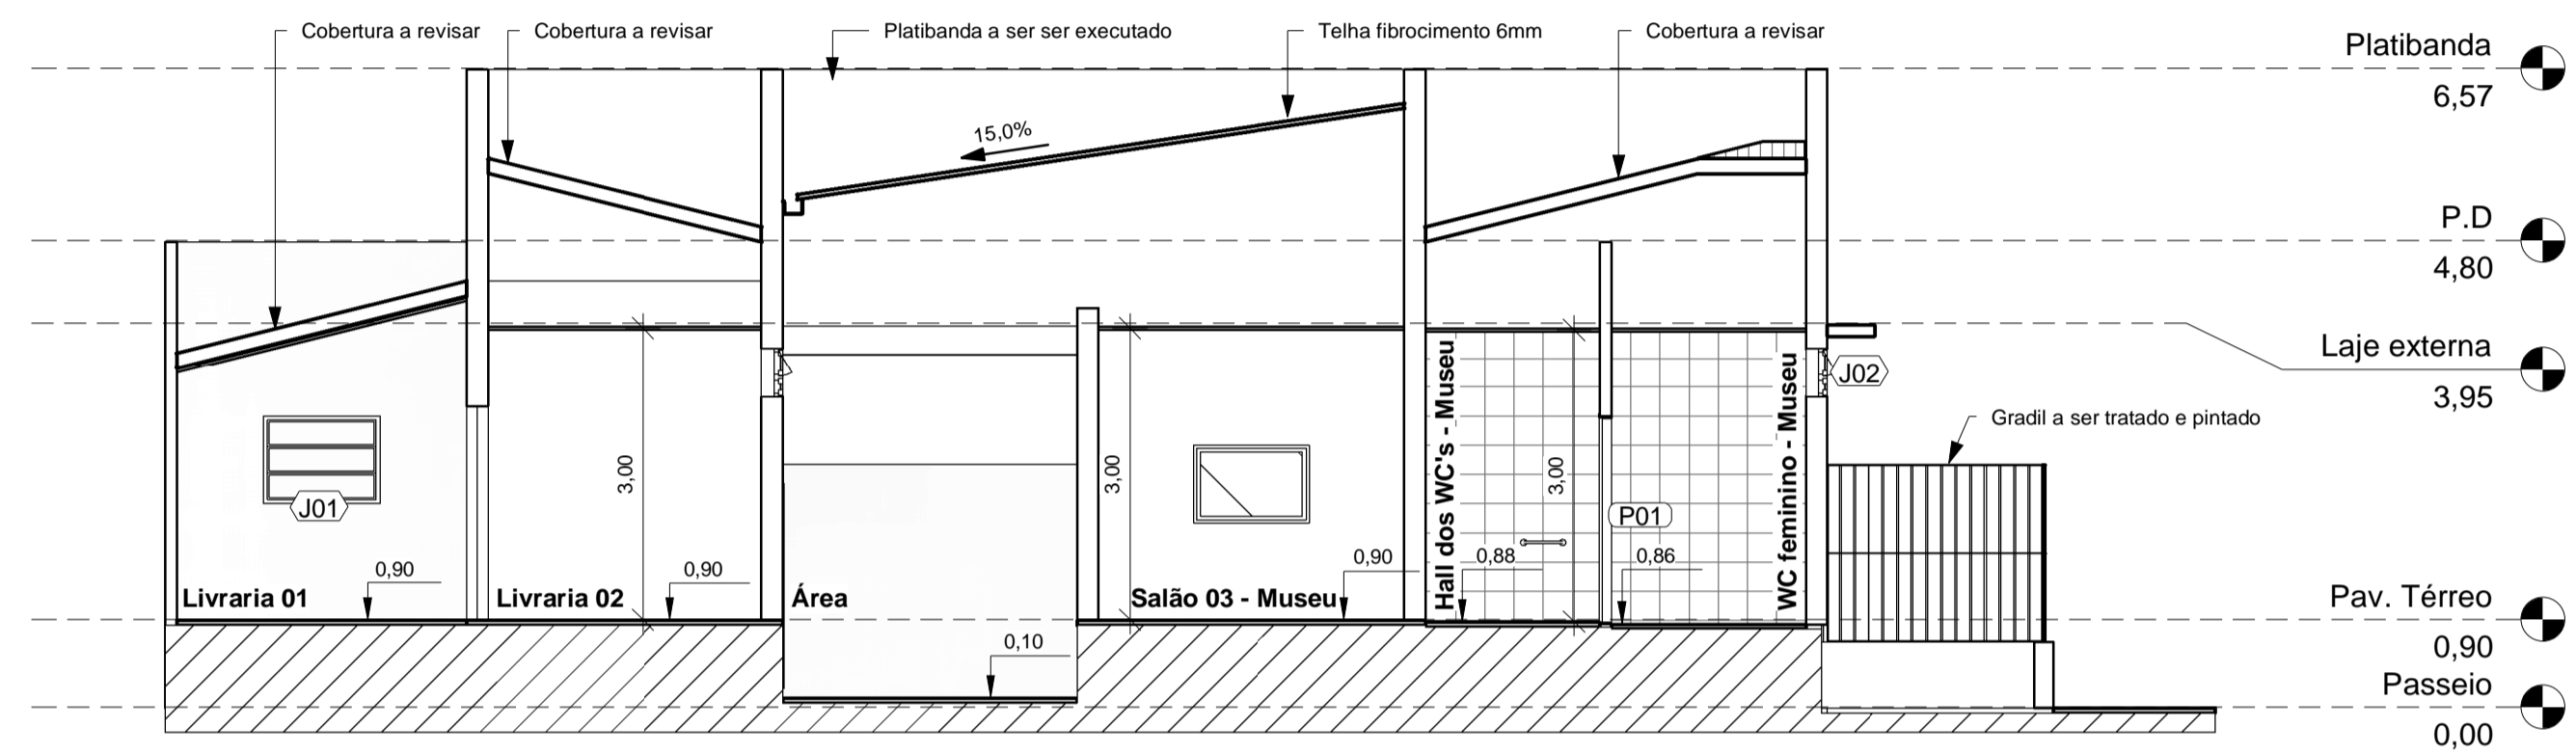 Cobertura a revisar
Cobertura a revisar
Platibanda a ser ser executado
Telha fibrocimento 6mm
Cobertura a revisar
Platibanda
6,57
15,0%
P.D
4,80
Laje externa
3,95
J02
Gradil a ser tratado e pintado
J01
3,00
3,00
3,00
P01
Hall dos WC's - Museu
WC feminino - Museu
0,90
0,90
0,90
0,88
0,86
Livraria 01
Livraria 02
Área
Salão 03 - Museu
0,10
Pav. Térreo
0,90
Passeio
0,00